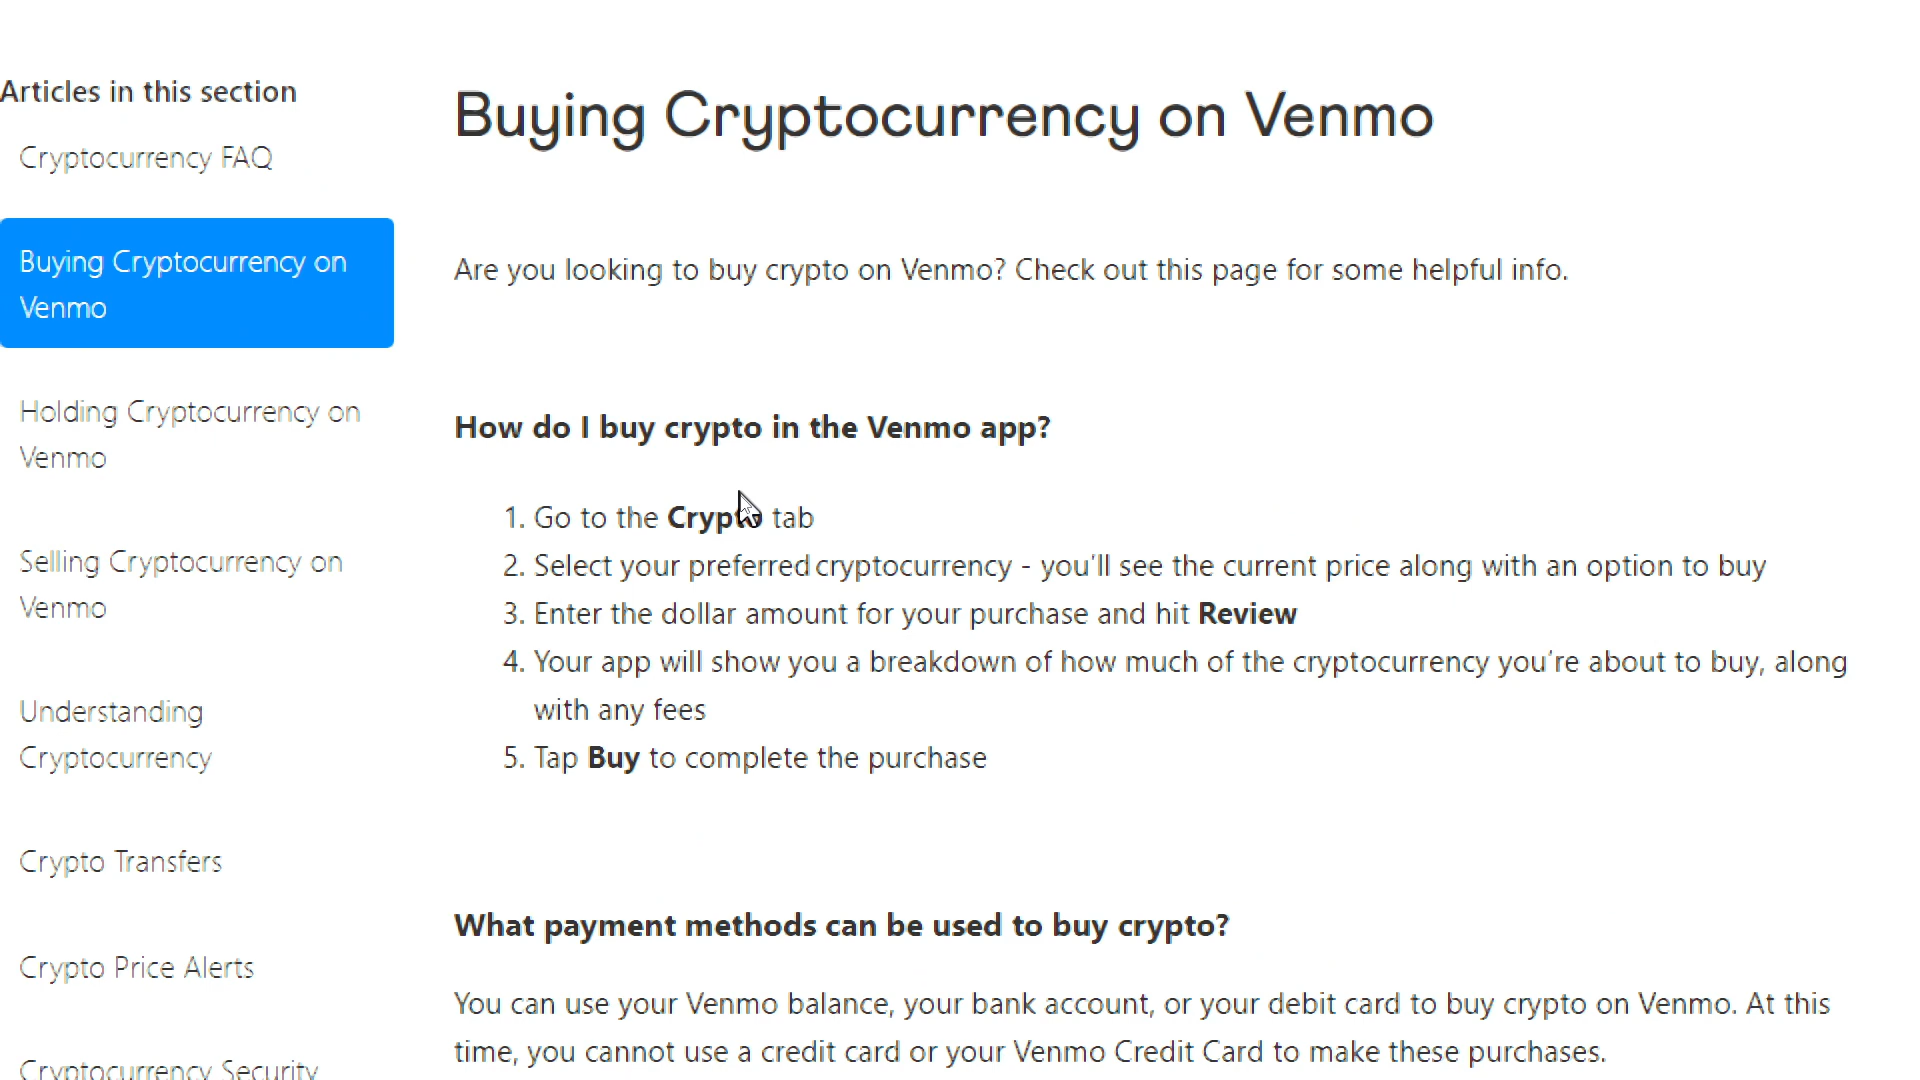 Articles in this section
Cryptocurrency FAQ
Buying Cryptocurrency on
Venmo
Holding Cryptocurrency on
Venmo
Selling Cryptocurrency on
Venmo
Understanding
Cryptocurrency
Crypto Transfers
Crypto Price Alerts
Cryptocurrency Security
Buying Cryptocurrency on Venmo
Are you looking to buy crypto on Venmo? Check out this page for some helpful info.
How do I buy crypto in the Venmo app?
1. Go to the Crypto tab
2. Select your preferred cryptocurrency - you'll see the current price along with an option to buy
3. Enter the dollar amount for your purchase and hit Review
4. Your app will show you a breakdown of how much of the cryptocurrency you're about to buy, along
with any fees
5. Tap Buy to complete the purchase
What payment methods can be used to buy crypto?
You can use your Venmo balance, your bank account, or your debit card to buy crypto on Venmo. At this
time, you cannot use a credit card or your Venmo Credit Card to make these purchases.